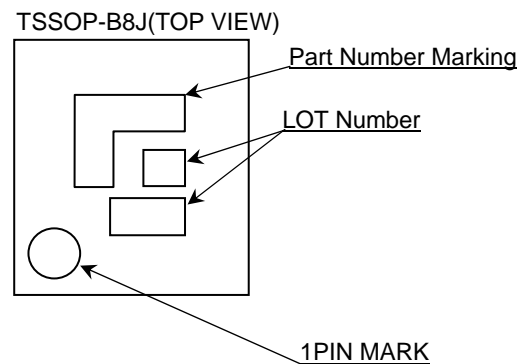 TSSOP-B8J(TOP VIEW)
Part Number Marking
LOT Number
1PIN MARK